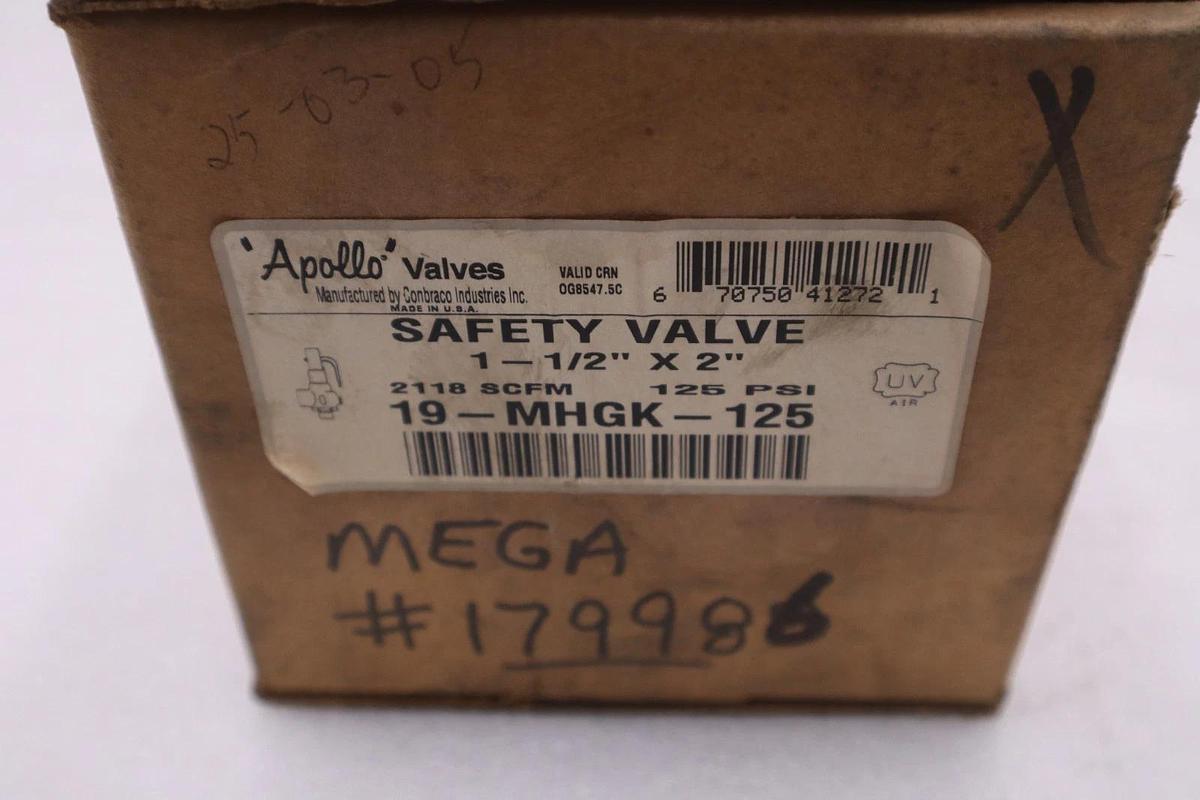 25-03-05
X
"Apollo" Valves
Manufactured by Conbraco Industries Inc.
MADE IN U.S.A.
VALID CRN
OG8547.5C
6 70750 41272 1
SAFETY VALVE
1-1/2" X 2"
2118 SCFM 125 PSI
19-MHGK-125
UV
AIR
MEGA
#179986